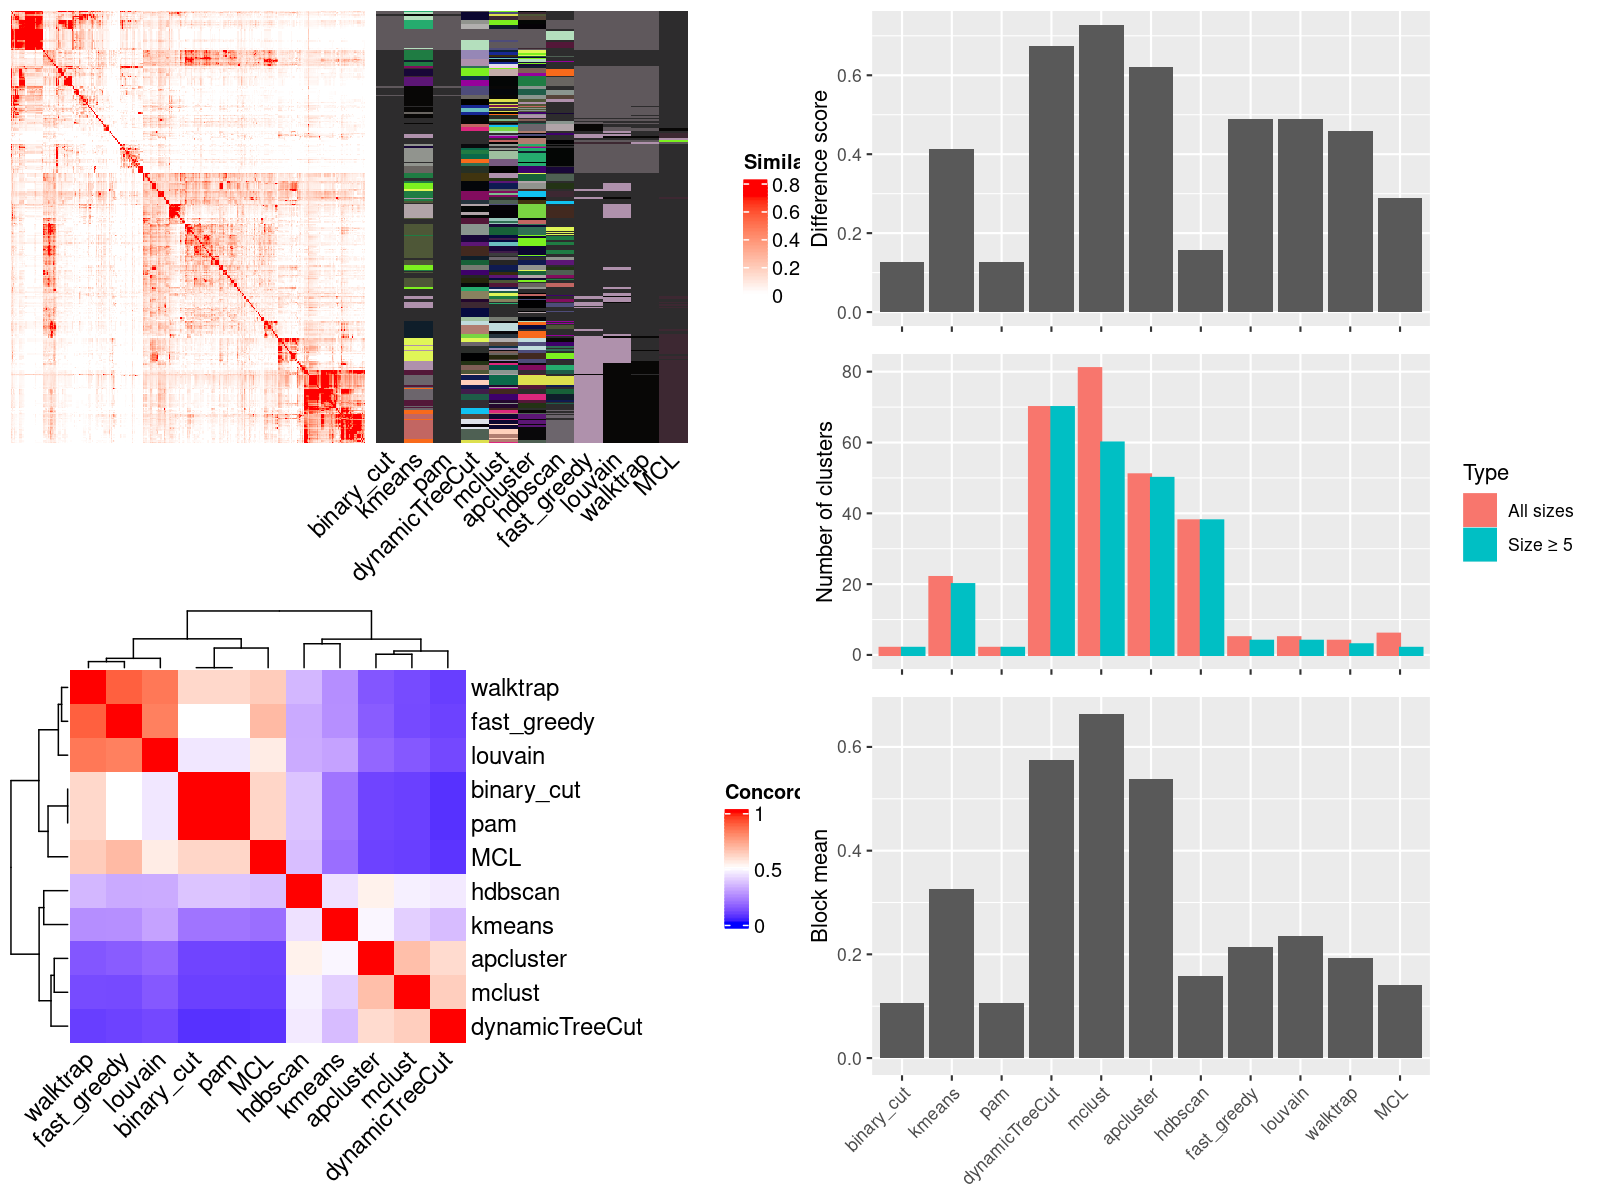 Simila
0.8
0.6
0.4
0.2
0
binary_cut
kmeans
pam
dynamicTreeCut
mclust
apcluster
hdbscan
fast_greedy
louvain
walktrap
MCL
Difference score
0.6
0.4
0.2
0.0
Number of clusters
80
60
40
20
0
Type
All sizes
Size ≥ 5
walktrap
fast_greedy
louvain
binary_cut
pam
MCL
hdbscan
kmeans
apcluster
mclust
dynamicTreeCut
walktrap
fast_greedy
louvain
binary_cut
pam
MCL
hdbscan
kmeans
apcluster
mclust
dynamicTreeCut
Concord
1
0.5
0
Block mean
0.6
0.4
0.2
0.0
binary_cut
kmeans
pam
dynamicTreeCut
mclust
apcluster
hdbscan
fast_greedy
louvain
walktrap
MCL